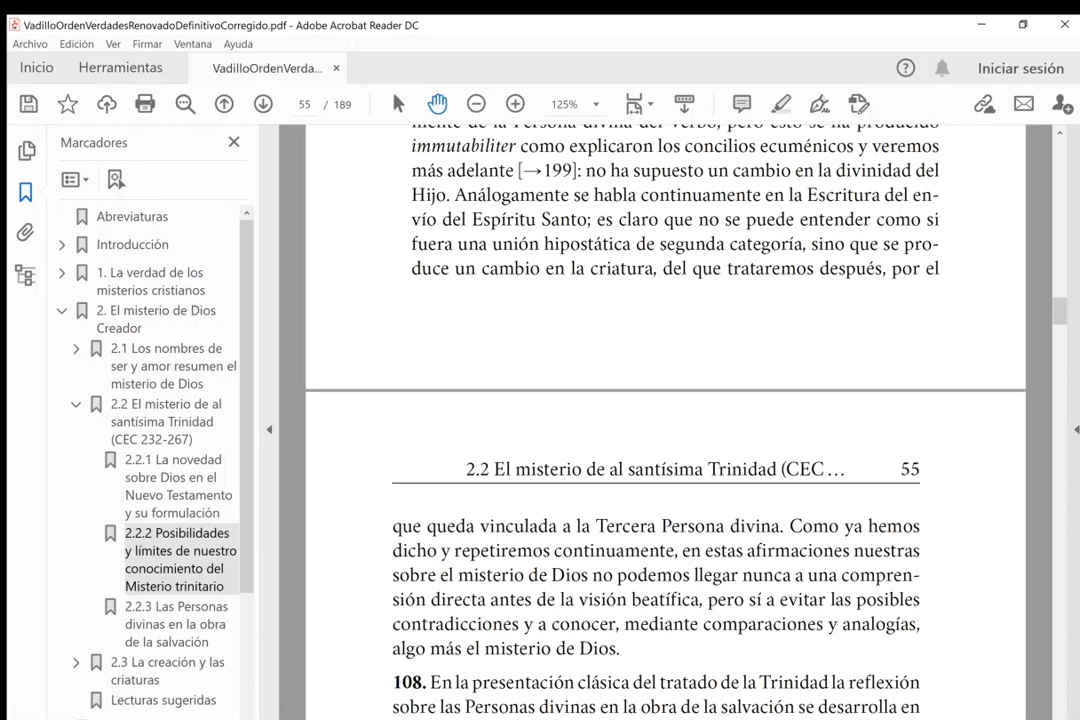 VadilloOrdenVerdadesRenovadoDefinitivoCorregido.pdf - Adobe Acrobat Reader DC
Archivo Edición Ver Firmar Ventana Ayuda
Inicio Herramientas VadilloOrdenVerda... × Iniciar sesión
55 / 189 125%
Marcadores
Abreviaturas
Introducción
1. La verdad de los
misterios cristianos
2. El misterio de Dios
Creador
2.1 Los nombres de
ser y amor resumen el
misterio de Dios
2.2 El misterio de al
santísima Trinidad
(CEC 232-267)
2.2.1 La novedad
sobre Dios en el
Nuevo Testamento
y su formulación
2.2.2 Posibilidades
y límites de nuestro
conocimiento del
Misterio trinitario
2.2.3 Las Personas
divinas en la obra
de la salvación
2.3 La creación y las
criaturas
Lecturas sugeridas
mente de la Persona divina del Verbo, pero esto se ha producido
immutabiliter como explicaron los concilios ecuménicos y veremos
más adelante [→199]: no ha supuesto un cambio en la divinidad del
Hijo. Análogamente se habla continuamente en la Escritura del en-
vío del Espíritu Santo; es claro que no se puede entender como si
fuera una unión hipostática de segunda categoría, sino que se pro-
duce un cambio en la criatura, del que trataremos después, por el
2.2 El misterio de al santísima Trinidad (CEC… 55
que queda vinculada a la Tercera Persona divina. Como ya hemos
dicho y repetiremos continuamente, en estas afirmaciones nuestras
sobre el misterio de Dios no podemos llegar nunca a una compren-
sión directa antes de la visión beatífica, pero sí a evitar las posibles
contradicciones y a conocer, mediante comparaciones y analogías,
algo más el misterio de Dios.
108. En la presentación clásica del tratado de la Trinidad la reflexión
sobre las Personas divinas en la obra de la salvación se desarrolla en